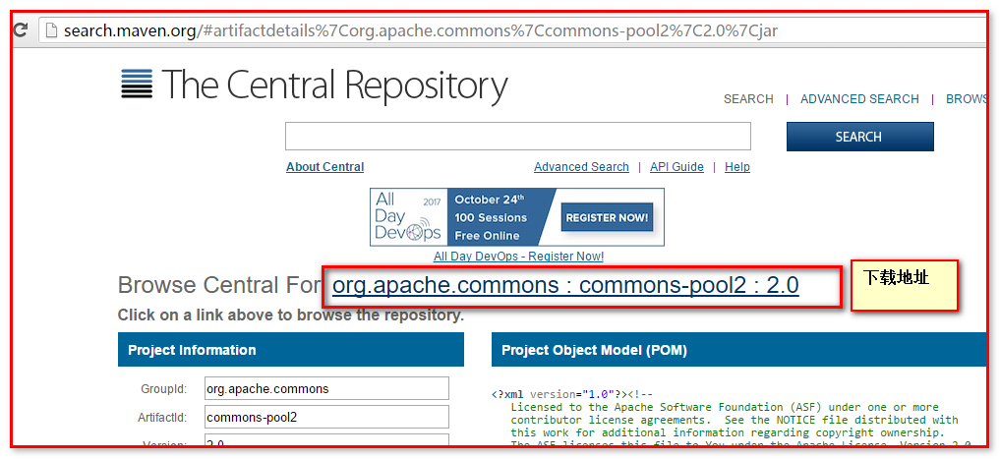 search.maven.org/#artifactdetails%7Corg.apache.commons%7Ccommons-pool2%7C2.0%7Cjar
The Central Repository
SEARCH | ADVANCED SEARCH | BROWS
SEARCH
About Central Advanced Search | API Guide | Help
All Day DevOps 2017
October 24th
100 Sessions
Free Online
REGISTER NOW!
All Day DevOps - Register Now!
Browse Central For org.apache.commons : commons-pool2 : 2.0
下载地址
Click on a link above to browse the repository.
Project Information
GroupId: org.apache.commons
ArtifactId: commons-pool2
Version: 2.0
Project Object Model (POM)
<?xml version="1.0"?><!--
Licensed to the Apache Software Foundation (ASF) under one or more
contributor license agreements. See the NOTICE file distributed with
this work for additional information regarding copyright ownership.
The ASF licenses this file to You under the Apache License, Version 2.0